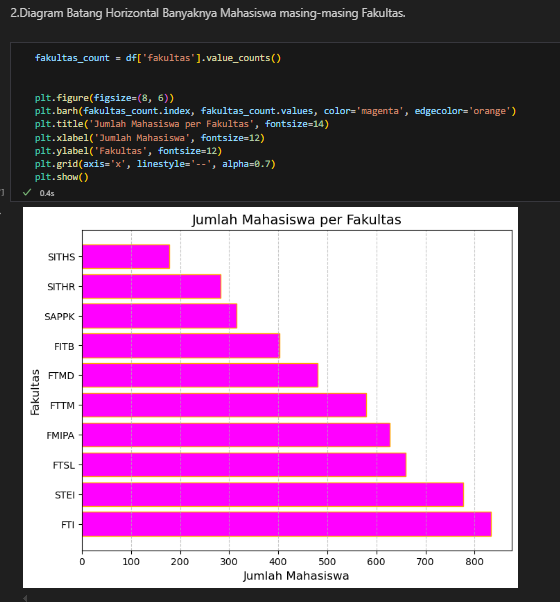 2.Diagram Batang Horizontal Banyaknya Mahasiswa masing-masing Fakultas.
fakultas_count = df['fakultas'].value_counts()
plt.figure(figsize=(8, 6))
plt.barh(fakultas_count.index, fakultas_count.values, color='magenta', edgecolor='orange')
plt.title('Jumlah Mahasiswa per Fakultas', fontsize=14)
plt.xlabel('Jumlah Mahasiswa', fontsize=12)
plt.ylabel('Fakultas', fontsize=12)
plt.grid(axis='x', linestyle='--', alpha=0.7)
plt.show()
0.4s
Jumlah Mahasiswa per Fakultas
SITHS
SITHR
SAPPK
FITB
FTMD
FTTM
FMIPA
FTSL
STEI
FTI
Fakultas
0 100 200 300 400 500 600 700 800
Jumlah Mahasiswa